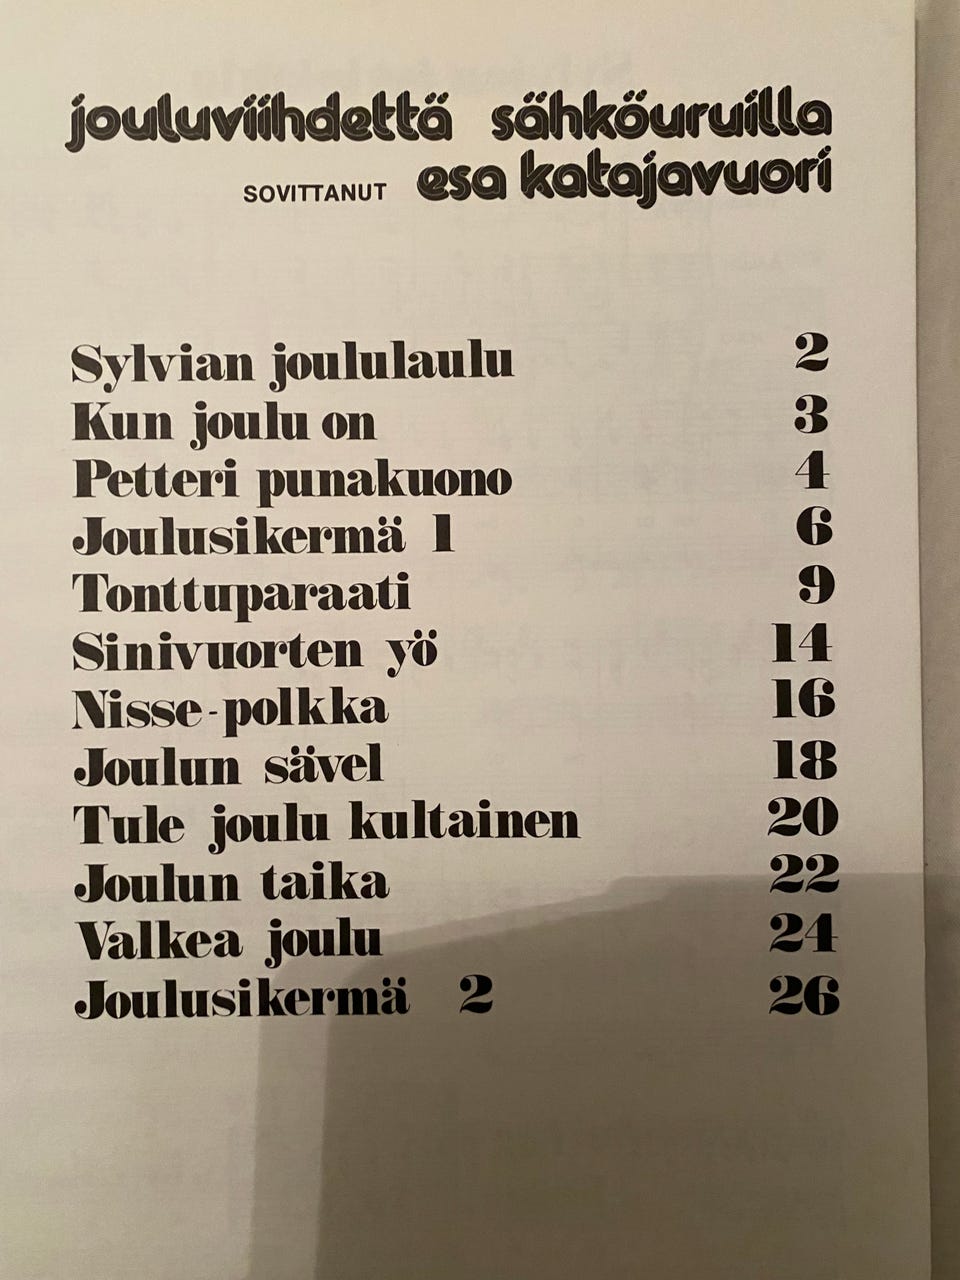 jouluviihdettä sähköuruilla
SOVITTANUT esa katajavuori
Sylvian joululaulu 2
Kun joulu on 3
Petteri punakuono 4
Joulusikermä 1 6
Tonttuparaati 9
Sinivuorten yö 14
Nisse-polkka 16
Joulun sävel 18
Tule joulu kultainen 20
Joulun taika 22
Valkea joulu 24
Joulusikermä 2 26